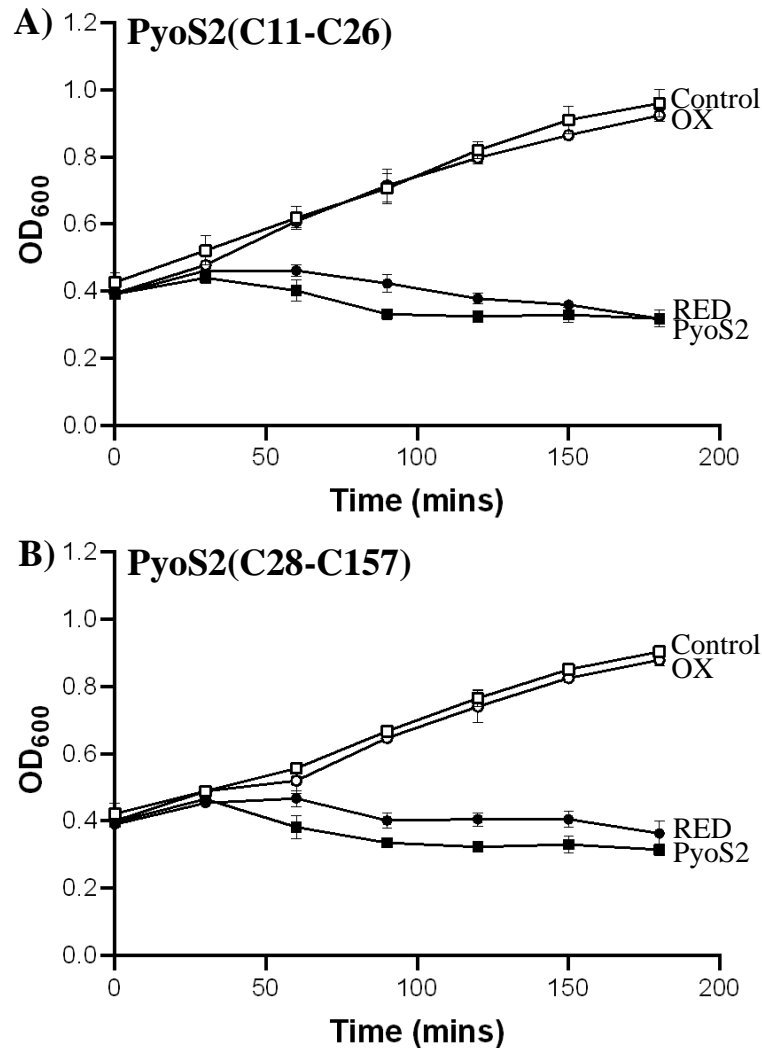 A) PyoS2(C11-C26)
1.2
1.0
0.8
0.6
0.4
0.2
0.0
OD600
Control
OX
RED
PyoS2
0 50 100 150 200
Time (mins)
B) PyoS2(C28-C157)
1.2
1.0
0.8
0.6
0.4
0.2
0.0
OD600
Control
OX
RED
PyoS2
0 50 100 150 200
Time (mins)